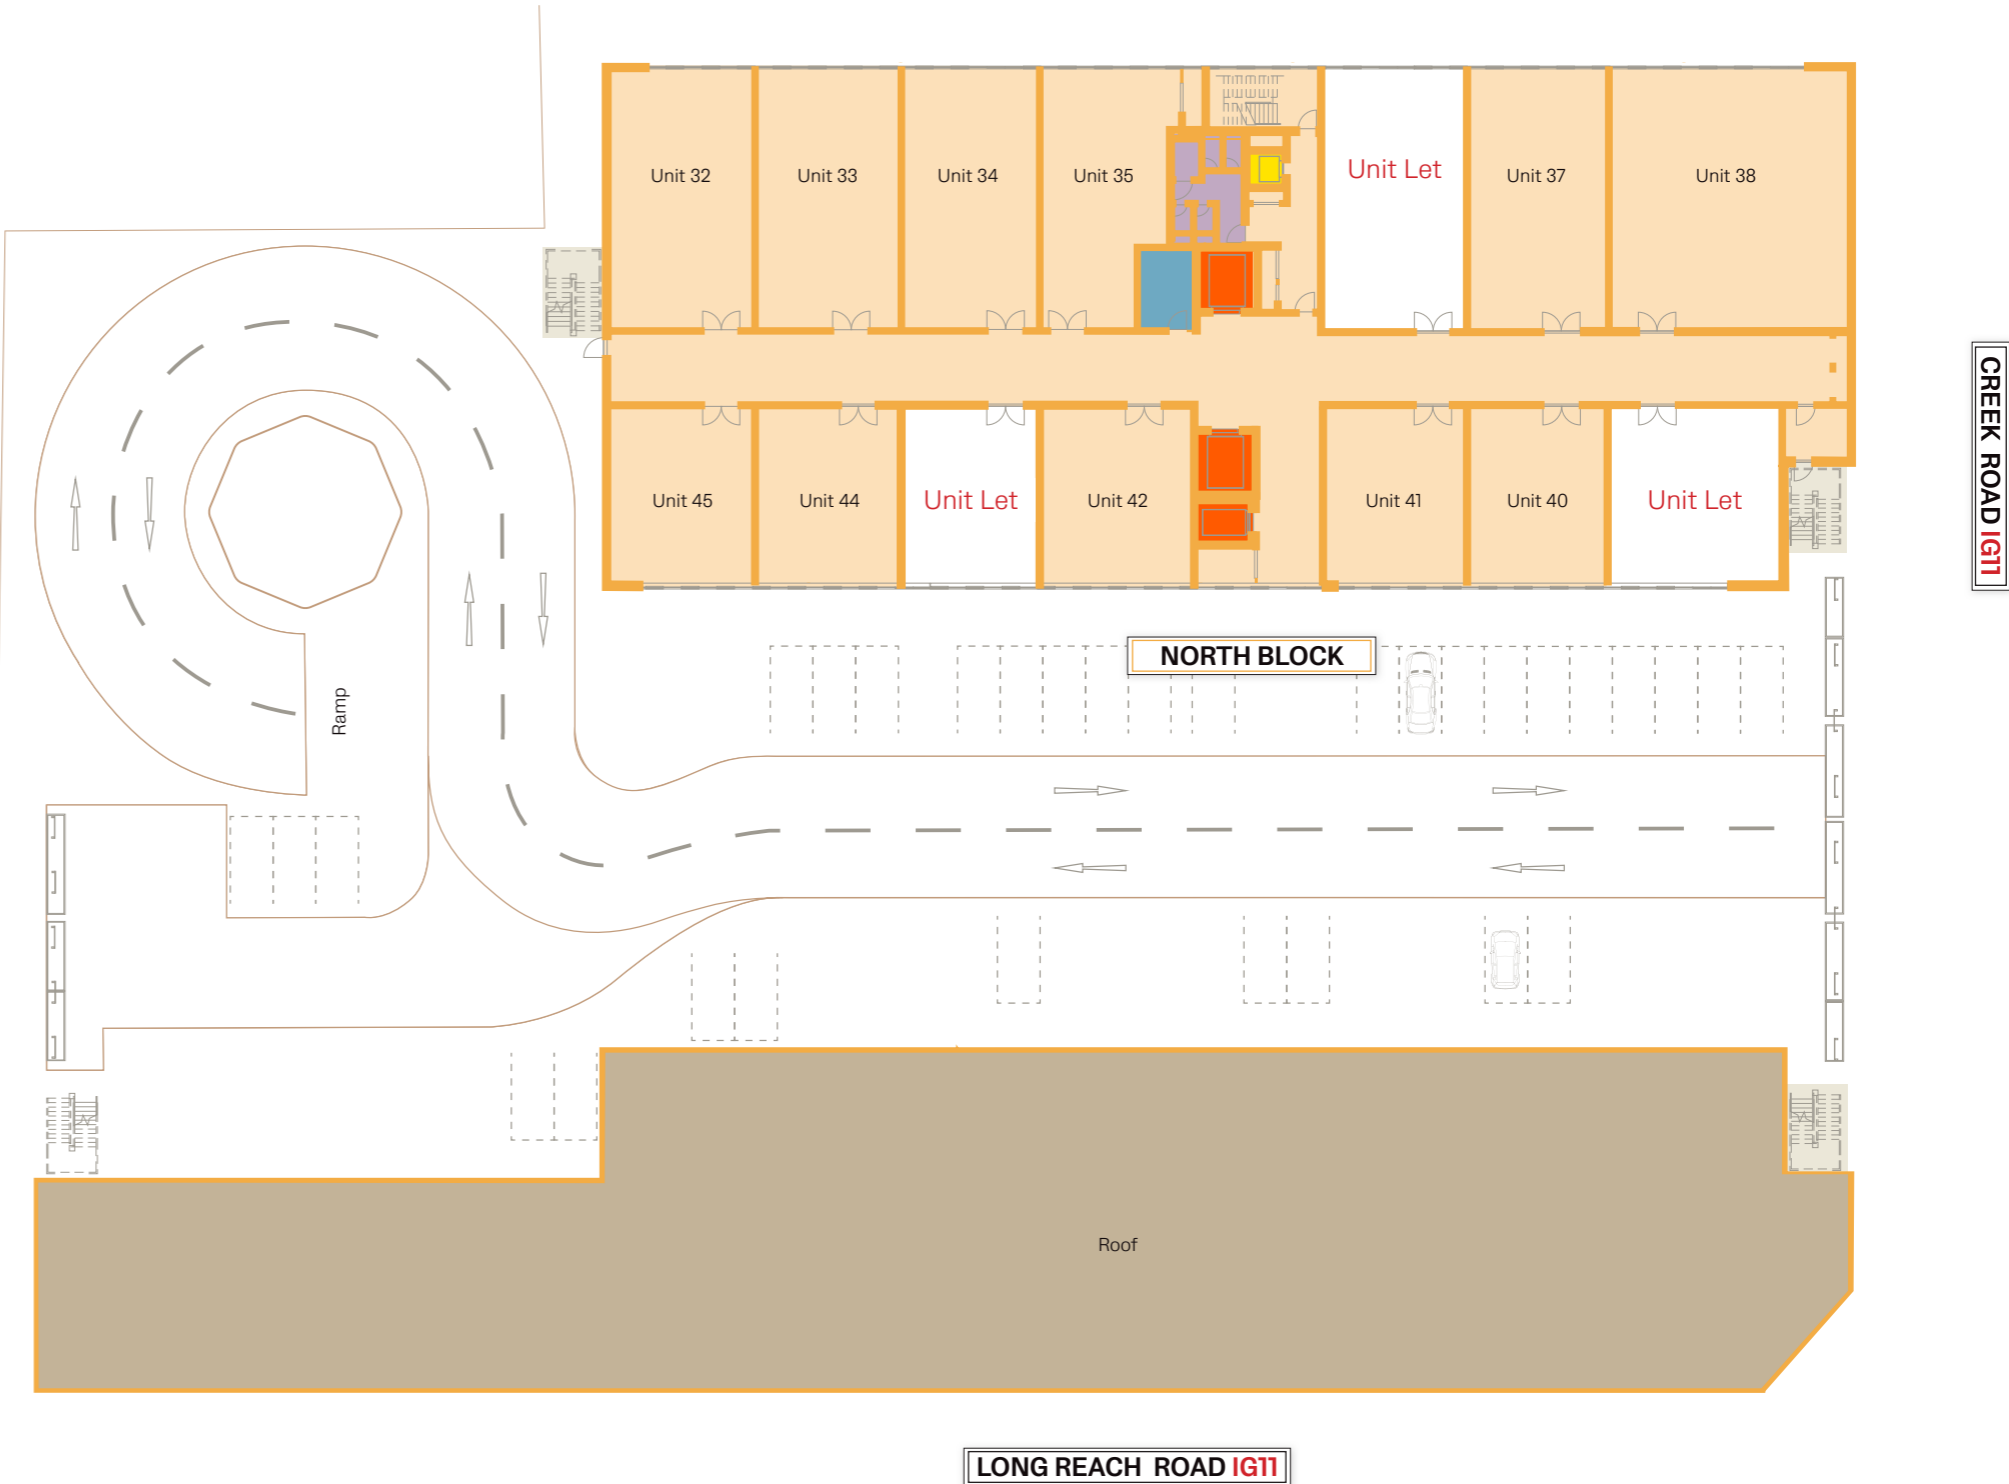 Unit 32
Unit 33
Unit 34
Unit 35
Unit Let
Unit 37
Unit 38
Unit 45
Unit 44
Unit Let
Unit 42
Unit 41
Unit 40
Unit Let
CREEK ROAD IG11
NORTH BLOCK
Ramp
Roof
LONG REACH ROAD IG11